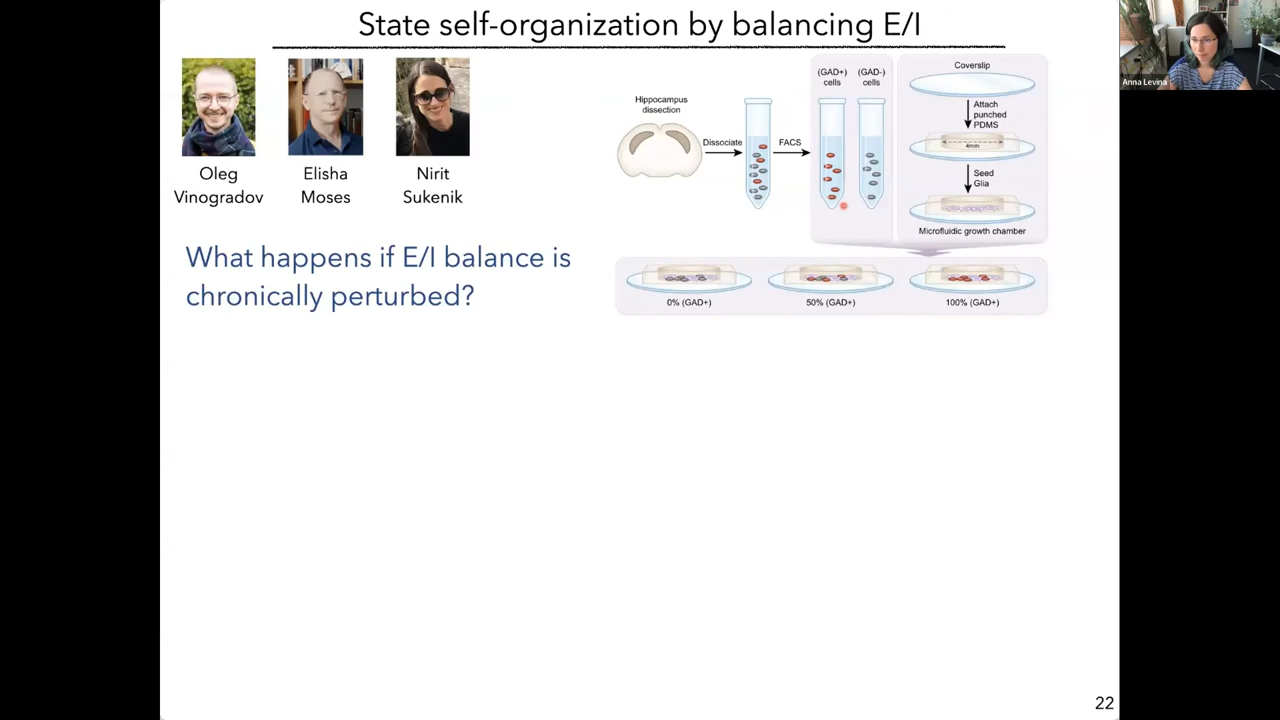 State self-organization by balancing E/I
Anna Levina
Oleg
Vinogradov
Elisha
Moses
Nirit
Sukenik
What happens if E/I balance is
chronically perturbed?
Hippocampus
dissection
Dissociate
FACS
(GAD+)
cells
(GAD-)
cells
Coverslip
Attach
punched
PDMS
4mm
Seed
Glia
Microfluidic growth chamber
0% (GAD+)
50% (GAD+)
100% (GAD+)
22